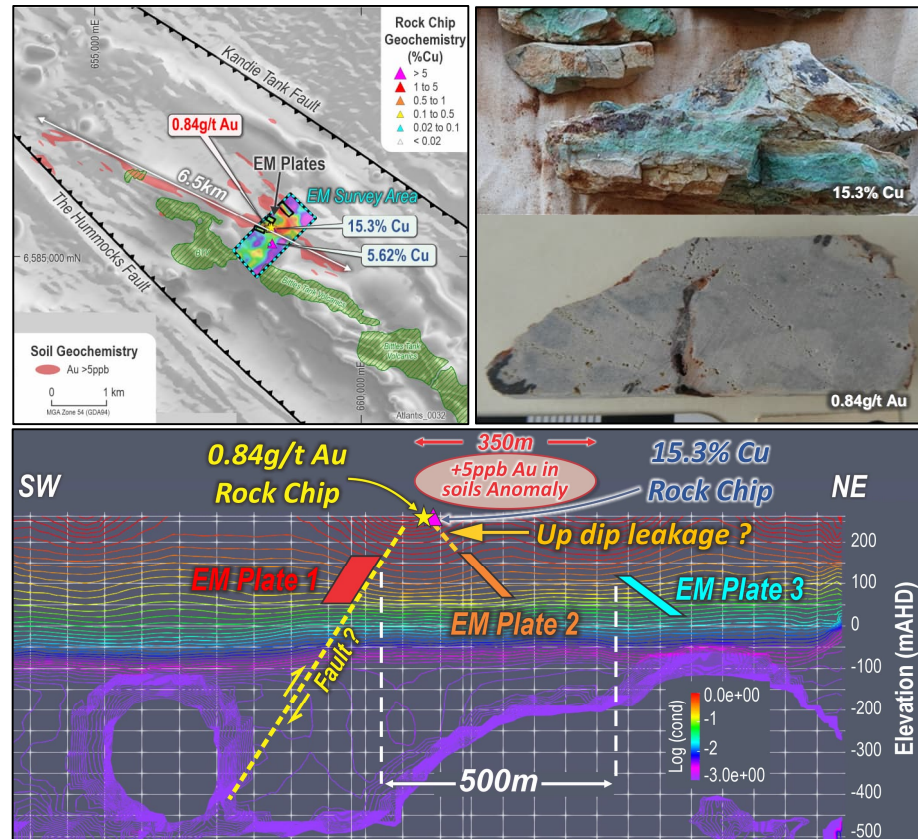 655,000 mE
Kandie Tank Fault
Rock Chip
Geochemistry
(%Cu)
> 5
1 to 5
0.5 to 1
0.1 to 0.5
0.02 to 0.1
< 0.02
0.84g/t Au
EM Plates
6.5km
EM Survey Area
15.3% Cu
5.62% Cu
The Hummocks Fault
6,585,000 mN
Bittles Tank Volcanics
Bittles Tank
Volcanics
Soil Geochemistry
Au >5ppb
0 1 km
MGA Zone 54 (GDA94)
660,000 mE
Atlantis_0032
15.3% Cu
0.84g/t Au
350m
0.84g/t Au
Rock Chip
+5ppb Au in
soils Anomaly
15.3% Cu
Rock Chip
SW
NE
Up dip leakage ?
EM Plate 1
EM Plate 2
EM Plate 3
Fault ?
500m
Log (cond)
0.0e+00
-1
-2
-3.0e+00
200
100
0
-100
-200
-300
-400
-500
Elevation (mAHD)